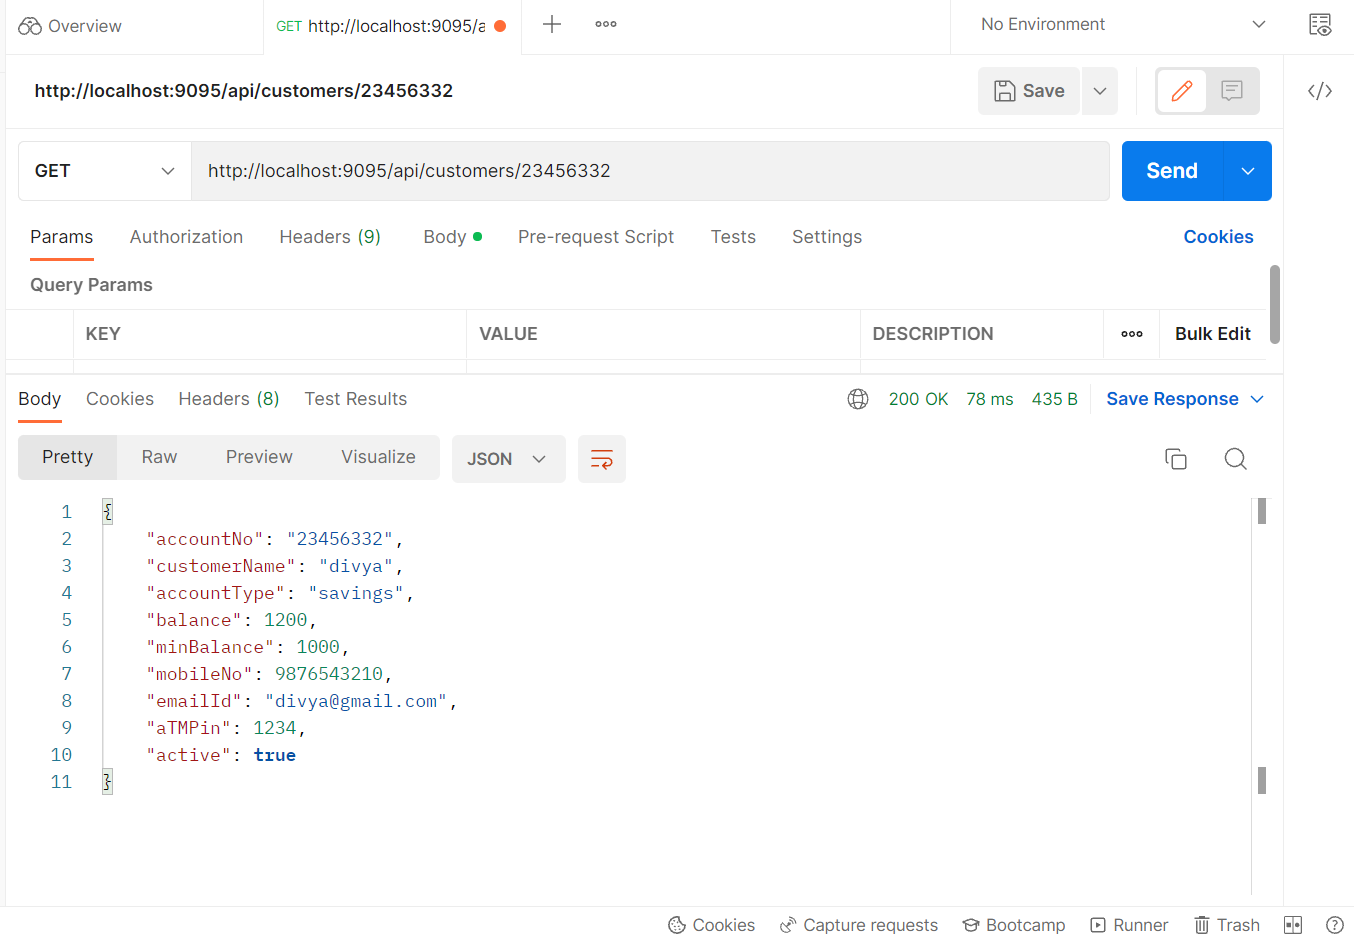 Overview
GET http://localhost:9095/a
No Environment
http://localhost:9095/api/customers/23456332
Save
GET
http://localhost:9095/api/customers/23456332
Send
Params Authorization Headers (9) Body Pre-request Script Tests Settings Cookies
Query Params
KEY VALUE DESCRIPTION Bulk Edit
Body Cookies Headers (8) Test Results 200 OK 78 ms 435 B Save Response
Pretty Raw Preview Visualize JSON
1 {
2 "accountNo": "23456332",
3 "customerName": "divya",
4 "accountType": "savings",
5 "balance": 1200,
6 "minBalance": 1000,
7 "mobileNo": 9876543210,
8 "emailId": "divya@gmail.com",
9 "aTMPin": 1234,
10 "active": true
11 }
Cookies Capture requests Bootcamp Runner Trash